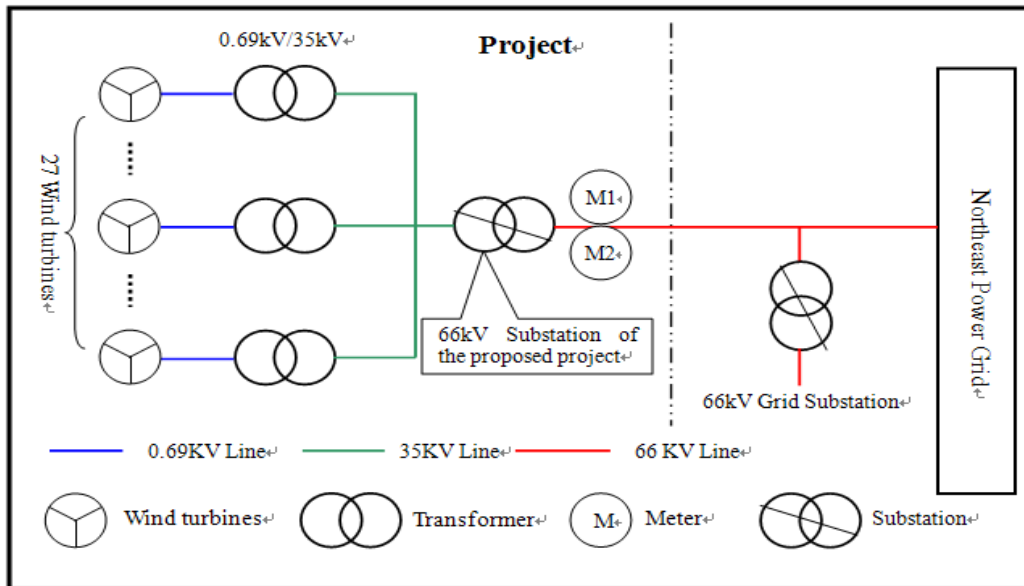 0.69kV/35kV
Project
27 Wind turbines
M1
M2
66kV Substation of
the proposed project
66kV Grid Substation
Northeast Power Grid
0.69KV Line
35KV Line
66 KV Line
Wind turbines
Transformer
M
Meter
Substation